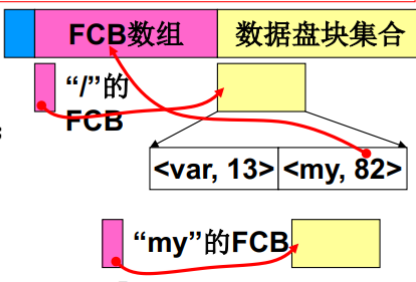 FCB数组
数据盘块集合
“/”的
FCB
<var, 13>
<my, 82>
“my”的FCB